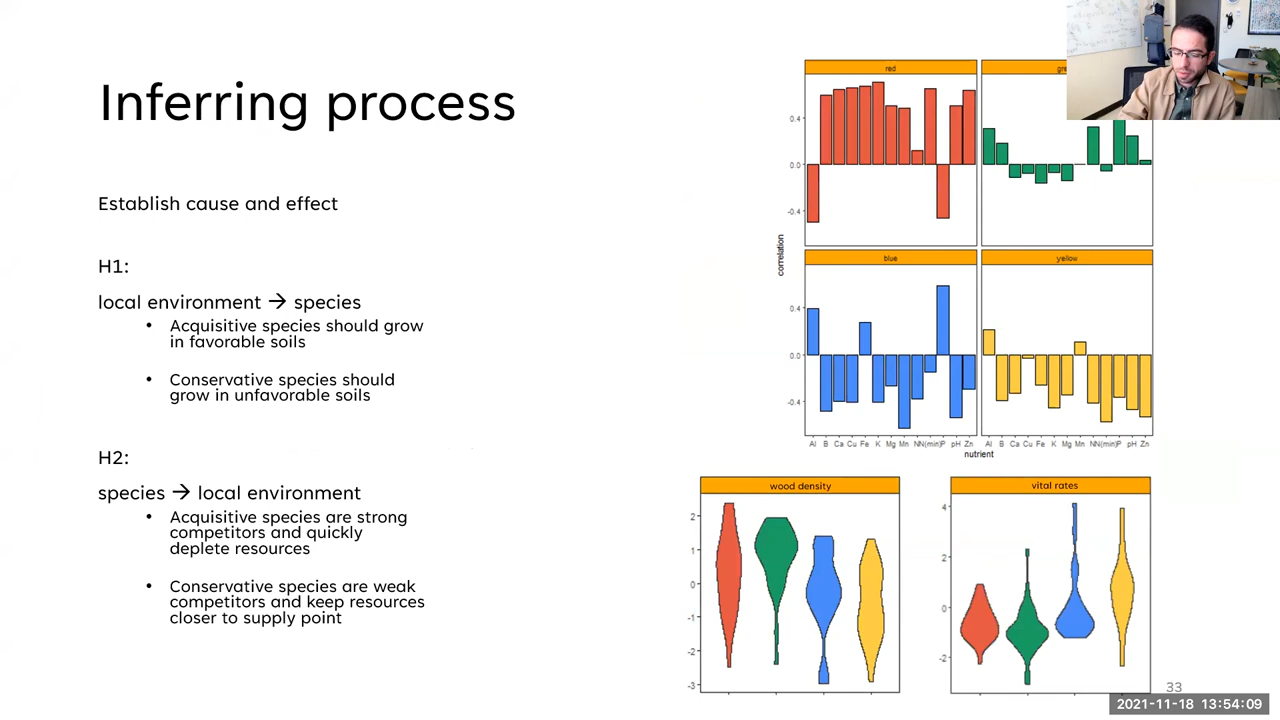 Inferring process
Establish cause and effect
H1:
local environment → species
• Acquisitive species should grow
in favorable soils
• Conservative species should
grow in unfavorable soils
H2:
species → local environment
• Acquisitive species are strong
competitors and quickly
deplete resources
• Conservative species are weak
competitors and keep resources
closer to supply point
red
0.4
0.0
-0.4
correlation
blue
yellow
0.4
0.0
-0.4
Al B Ca Cu Fe K Mg Mn NN(min)P pH Zn
Al B Ca Cu Fe K Mg Mn NN(min)P pH Zn
nutrient
wood density
2
1
0
-1
-2
-3
vital rates
4
2
0
-2
33
2021-11-18 13:54:09